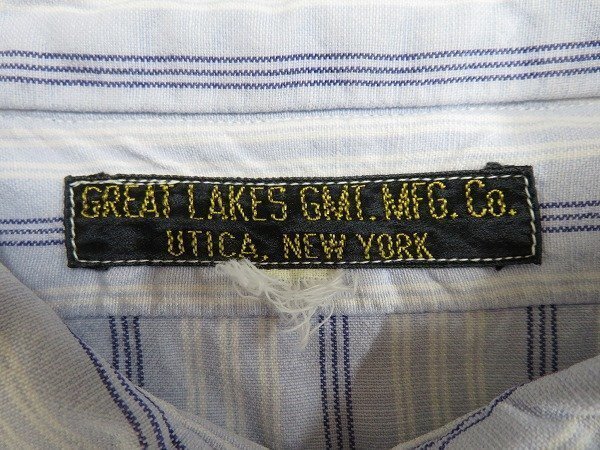 GREAT LAKES GMT. MFG. Co.
UTICA, NEW YORK